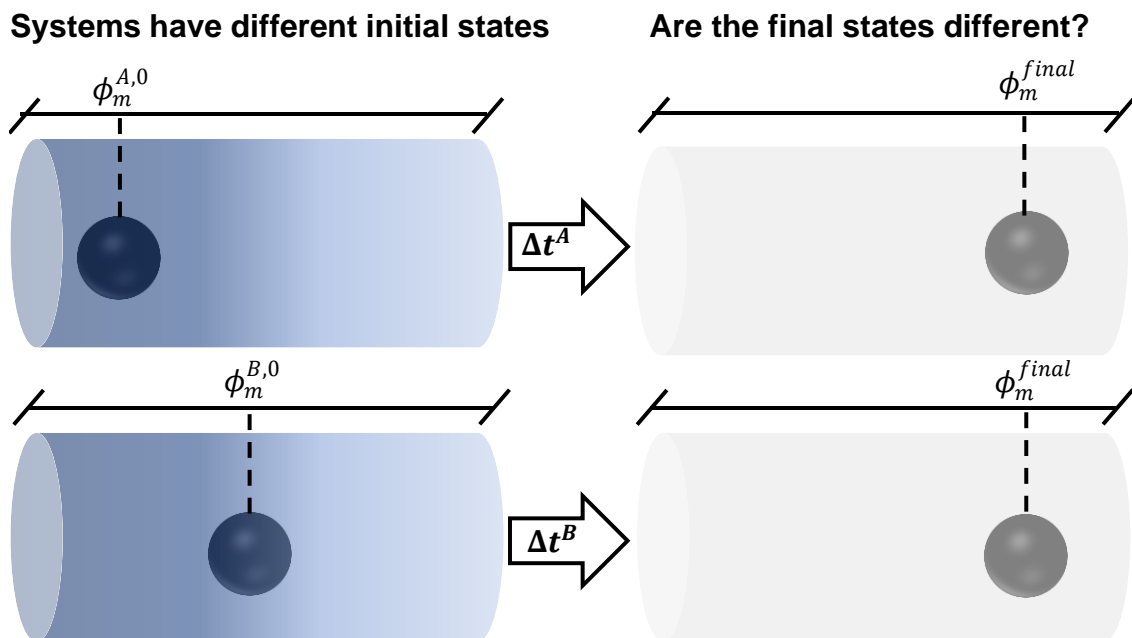 Systems have different initial states
Are the final states different?
ϕ_m^{A,0}
ϕ_m^{final}
Δt^A
ϕ_m^{B,0}
ϕ_m^{final}
Δt^B